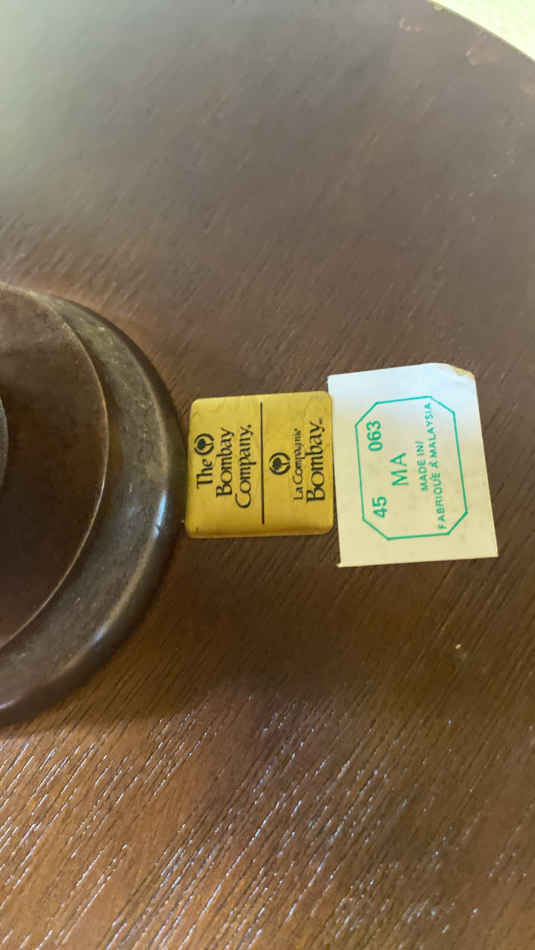 The
Bombay
Company.
La Compagnie
Bombay
45 063
MA
MADE IN/
FABRIQUÉ Á MALAYSIA